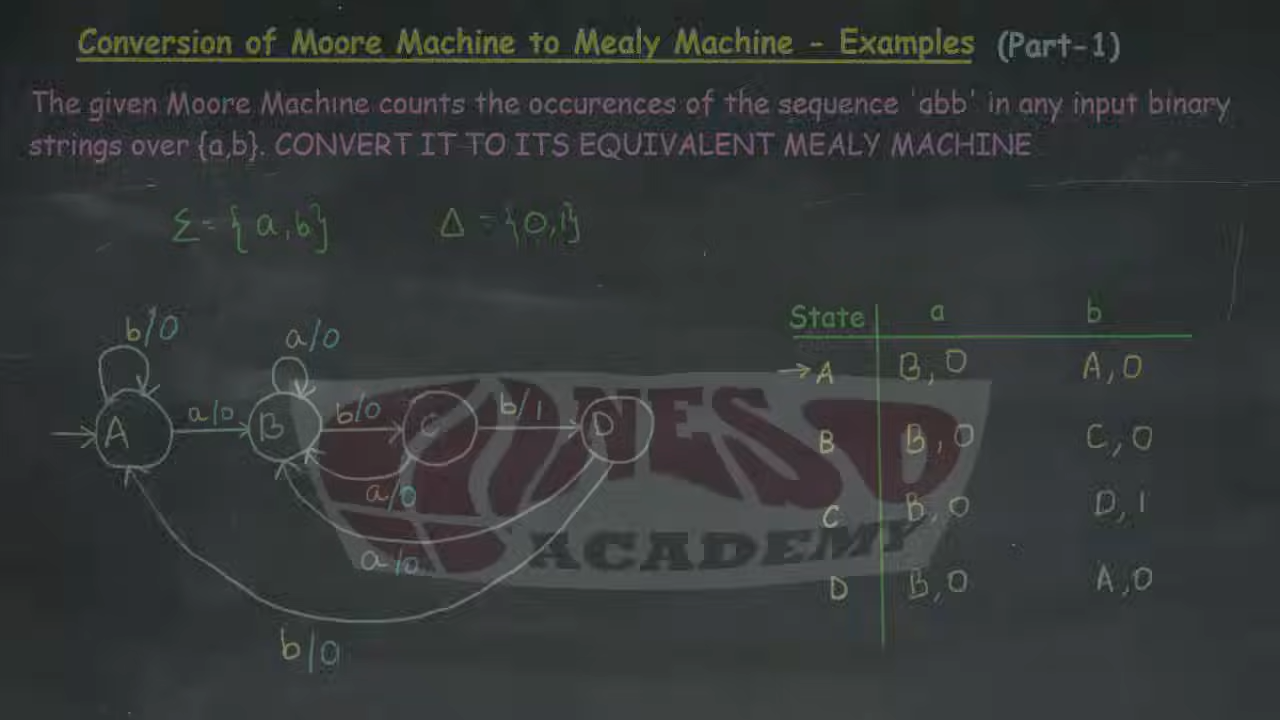 Conversion of Moore Machine to Mealy Machine - Examples (Part-1)
The given Moore Machine counts the occurences of the sequence 'abb' in any input binary
strings over {a,b}. CONVERT IT TO ITS EQUIVALENT MEALY MACHINE
Σ = {a,b} Δ = {0,1}
State a b
→ A B,0 A,0
B B,0 C,0
C B,0 D,1
D B,0 A,0
b/0 a/0
A a/0 B b/0 C b/1 D
a/0
a/0
b/0
NESO
ACADEMY